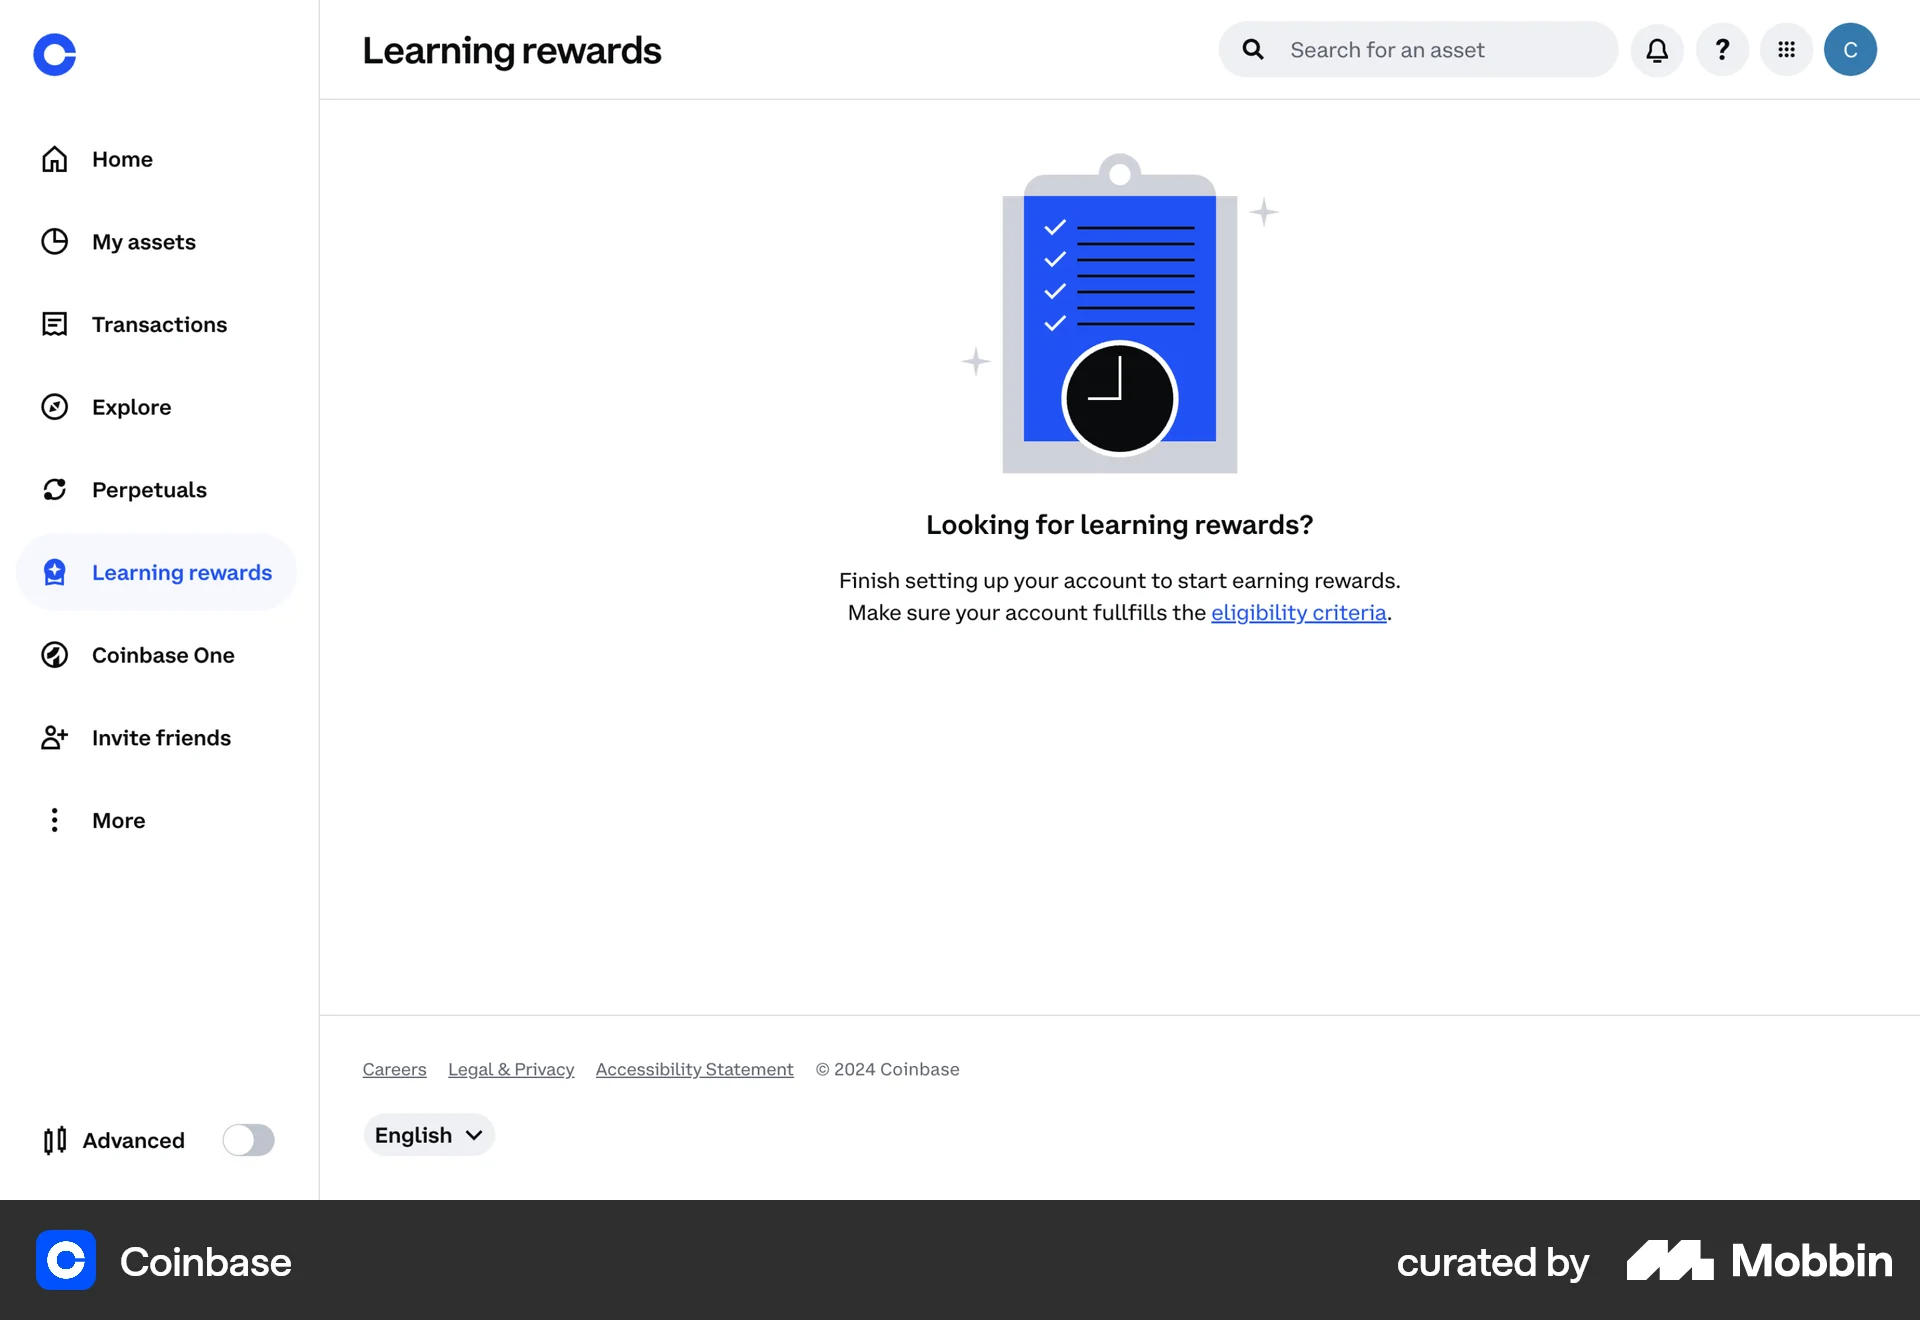 Learning rewards
Search for an asset
C
Home
My assets
Transactions
Explore
Perpetuals
Learning rewards
Coinbase One
Invite friends
More
Advanced
Looking for learning rewards?
Finish setting up your account to start earning rewards.
Make sure your account fullfills the eligibility criteria.
Careers Legal & Privacy Accessibility Statement © 2024 Coinbase
English
Coinbase
curated by Mobbin